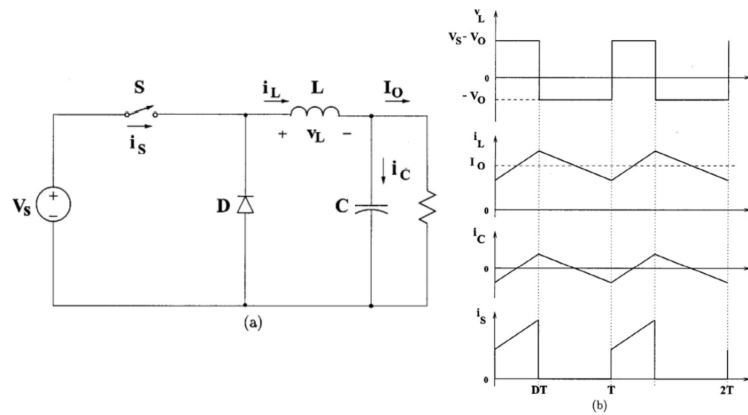 S
i_S
V_S
+
−
D
i_L
L
I_O
+ v_L −
i_C
C
(a)
v_L
V_S - V_O
0
- V_O
i_L
I_O
0
i_C
0
i_S
0
DT
T
2T
(b)